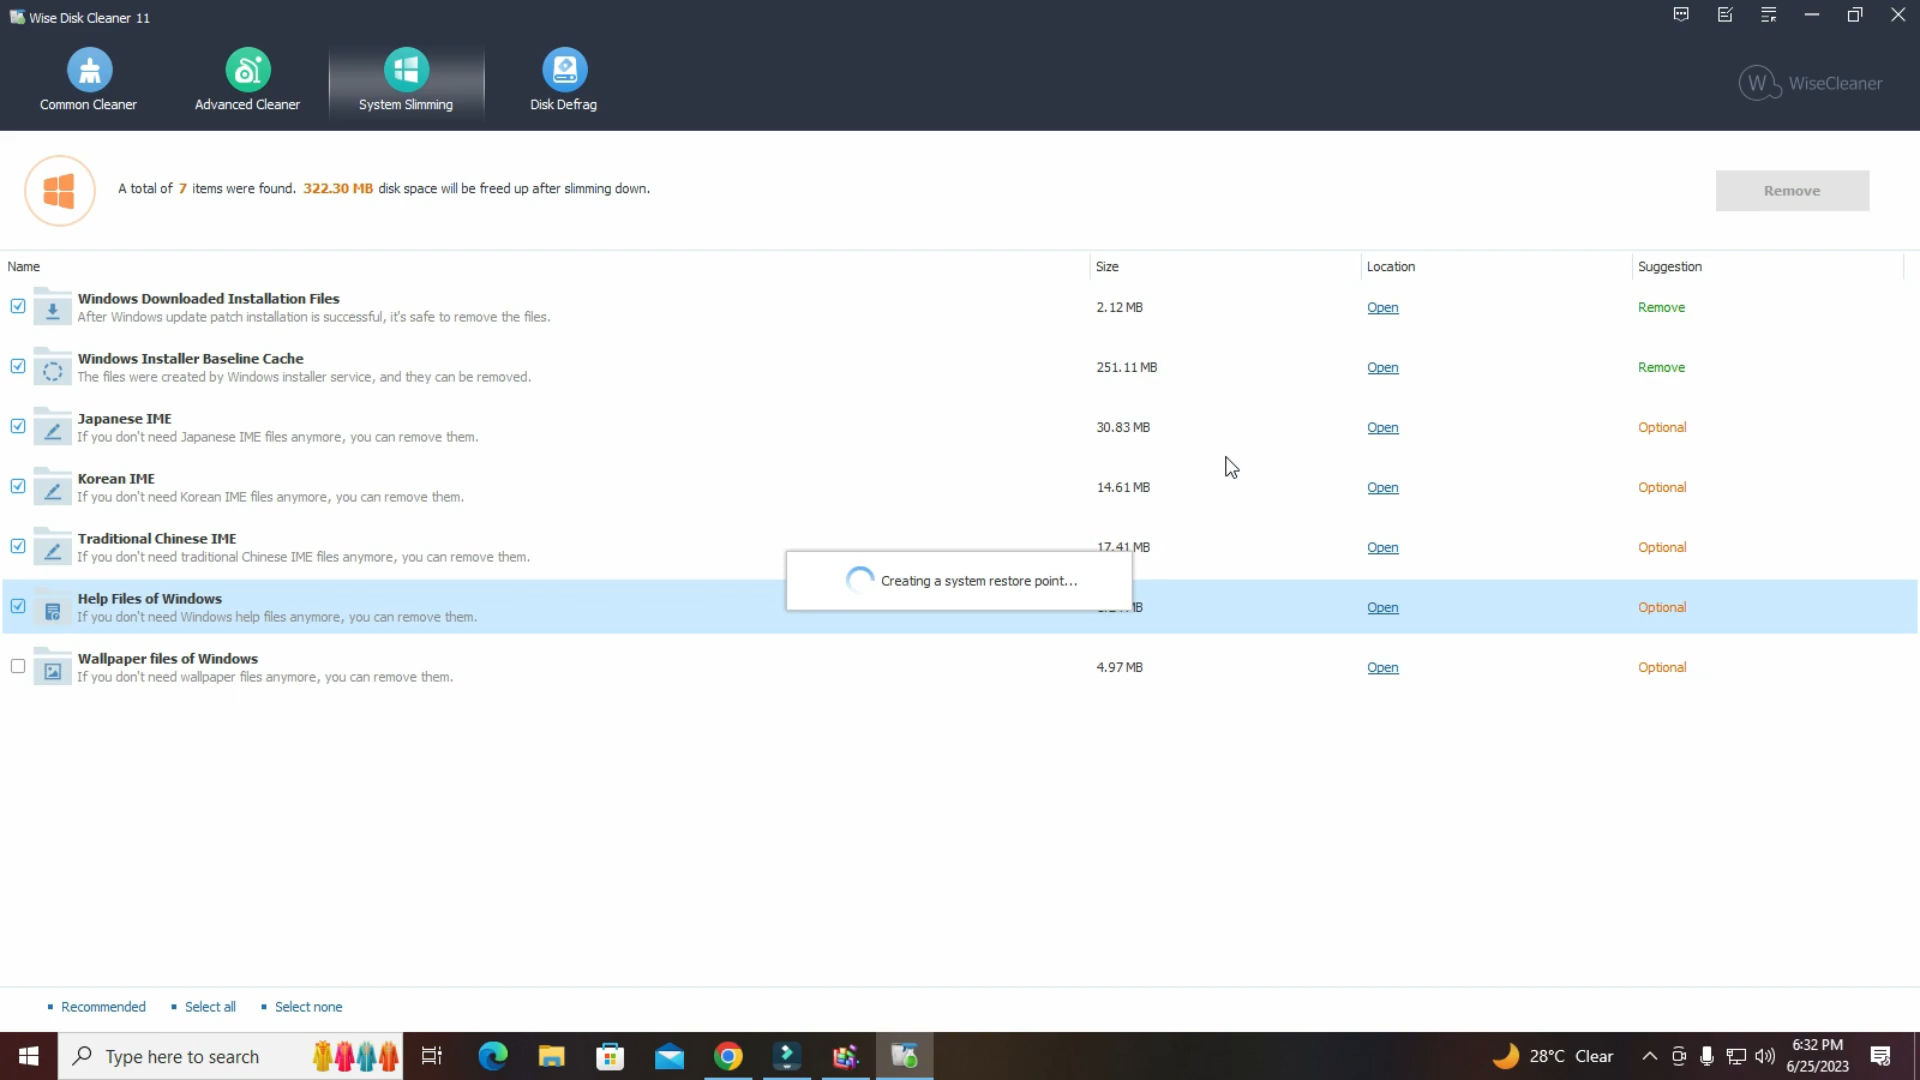 Wise Disk Cleaner 11
Common Cleaner
Advanced Cleaner
System Slimming
Disk Defrag
WiseCleaner
A total of 7 items were found. 322.30 MB disk space will be freed up after slimming down.
Remove
Name Size Location Suggestion
Windows Downloaded Installation Files
After Windows update patch installation is successful, it's safe to remove the files.
2.12 MB Open Remove
Windows Installer Baseline Cache
The files were created by Windows installer service, and they can be removed.
251.11 MB Open Remove
Japanese IME
If you don't need Japanese IME files anymore, you can remove them.
30.83 MB Open Optional
Korean IME
If you don't need Korean IME files anymore, you can remove them.
14.61 MB Open Optional
Traditional Chinese IME
If you don't need traditional Chinese IME files anymore, you can remove them.
17.41 MB Open Optional
Creating a system restore point...
Help Files of Windows
If you don't need Windows help files anymore, you can remove them.
MB Open Optional
Wallpaper files of Windows
If you don't need wallpaper files anymore, you can remove them.
4.97 MB Open Optional
Recommended Select all Select none
Type here to search
28°C Clear
6:32 PM
6/25/2023